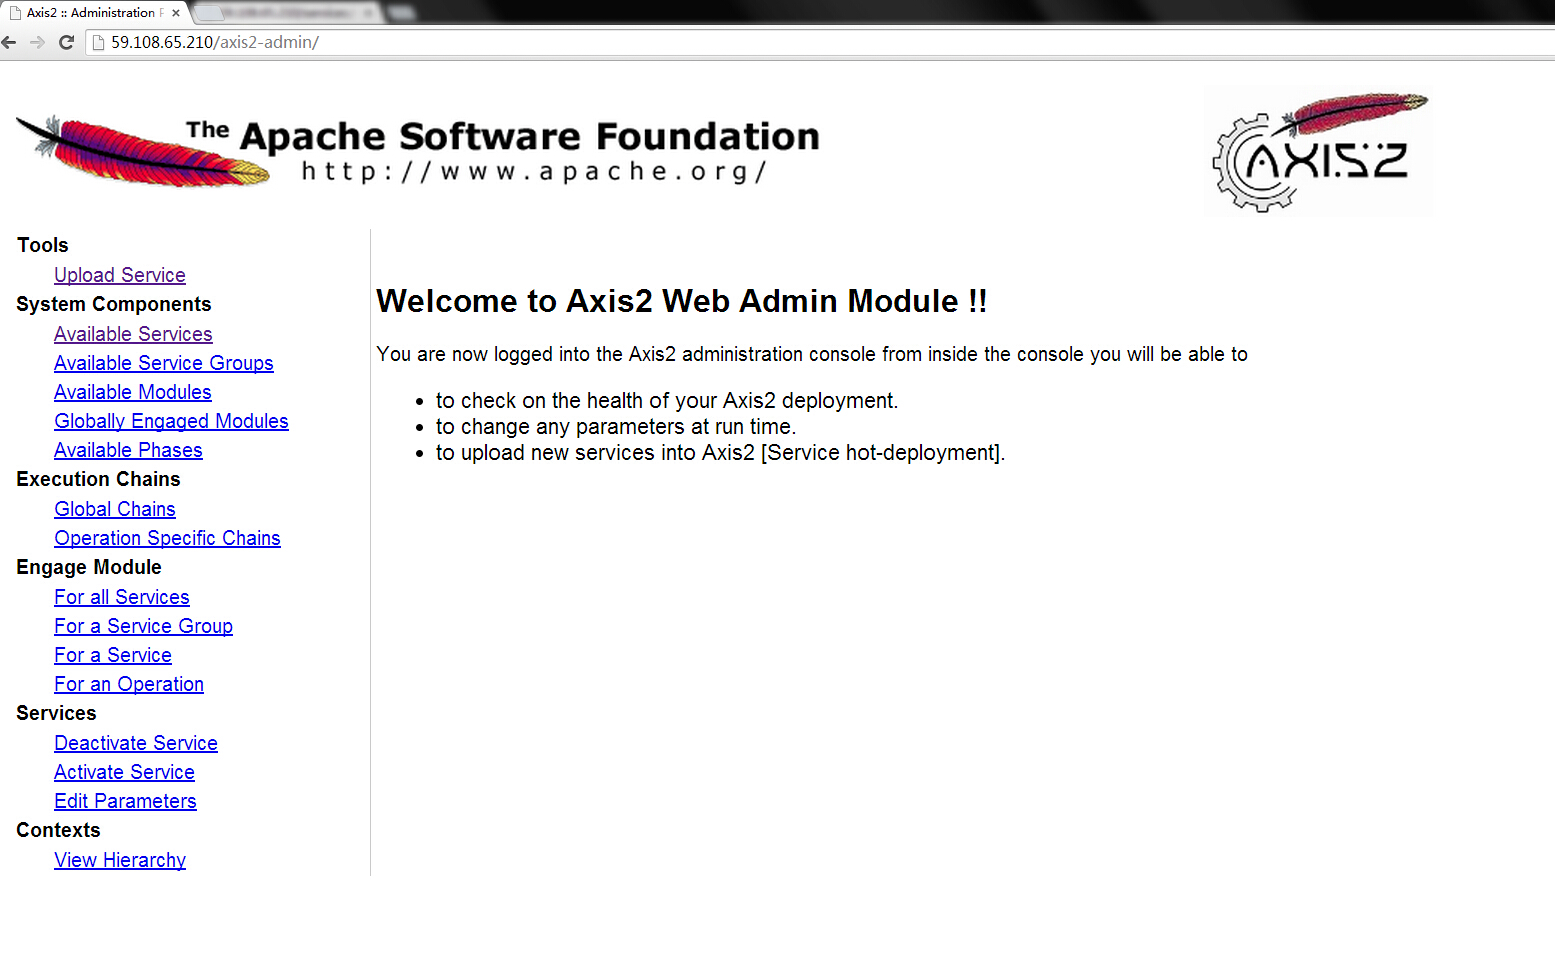 Axis2 :: Administration
59.108.65.210/axis2-admin/
The Apache Software Foundation
http://www.apache.org/
AXIS2
Tools
Upload Service
System Components
Available Services
Available Service Groups
Available Modules
Globally Engaged Modules
Available Phases
Execution Chains
Global Chains
Operation Specific Chains
Engage Module
For all Services
For a Service Group
For a Service
For an Operation
Services
Deactivate Service
Activate Service
Edit Parameters
Contexts
View Hierarchy
Welcome to Axis2 Web Admin Module !!
You are now logged into the Axis2 administration console from inside the console you will be able to
• to check on the health of your Axis2 deployment.
• to change any parameters at run time.
• to upload new services into Axis2 [Service hot-deployment].